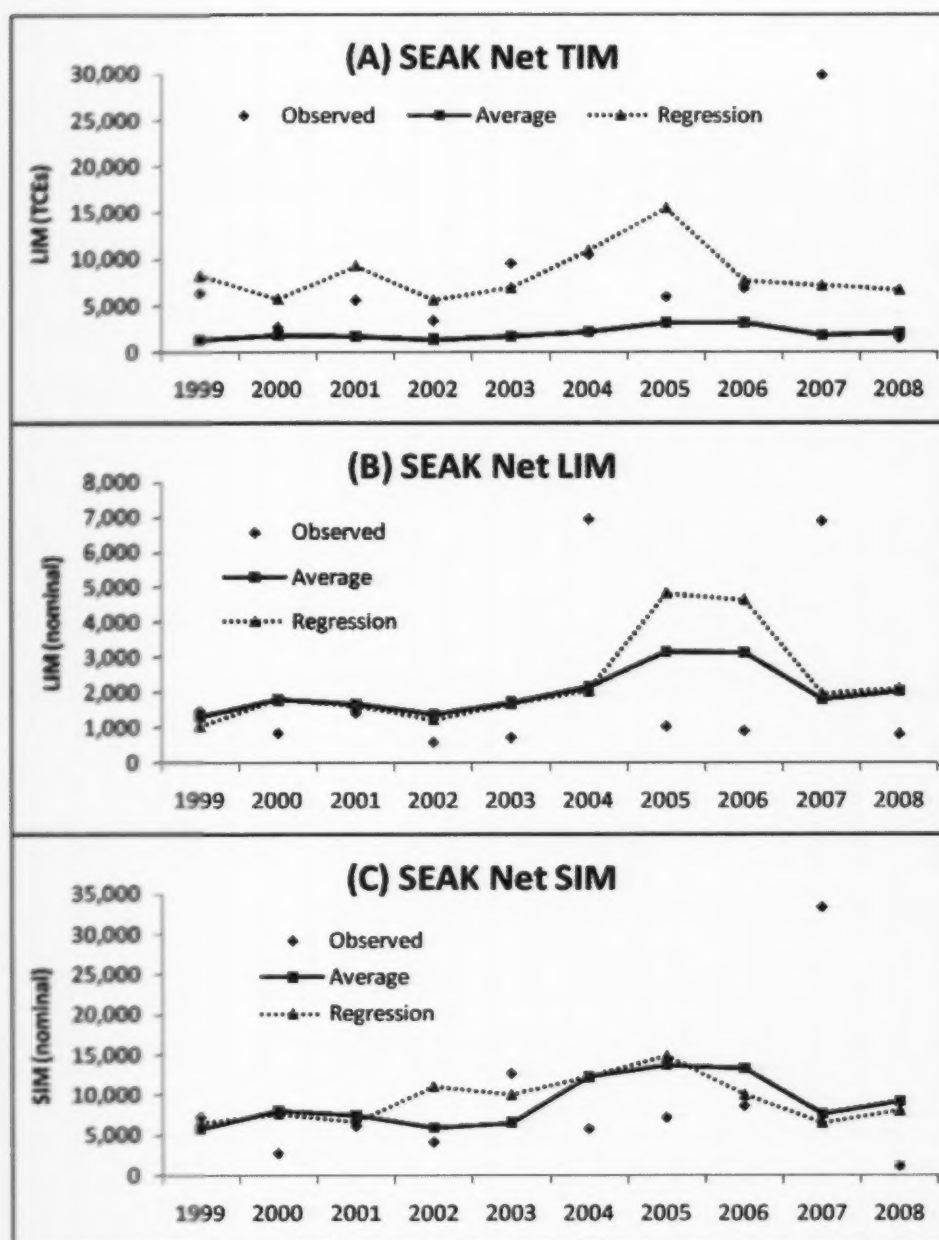 (A) SEAK Net TIM
30,000
25,000
20,000
15,000
10,000
5,000
0
LIM (TCEs)
Observed Average Regression
1999 2000 2001 2002 2003 2004 2005 2006 2007 2008
(B) SEAK Net LIM
8,000
7,000
6,000
5,000
4,000
3,000
2,000
1,000
0
LIM (nominal)
Observed
Average
Regression
1999 2000 2001 2002 2003 2004 2005 2006 2007 2008
(C) SEAK Net SIM
35,000
30,000
25,000
20,000
15,000
10,000
5,000
0
SIM (nominal)
Observed
Average
Regression
1999 2000 2001 2002 2003 2004 2005 2006 2007 2008